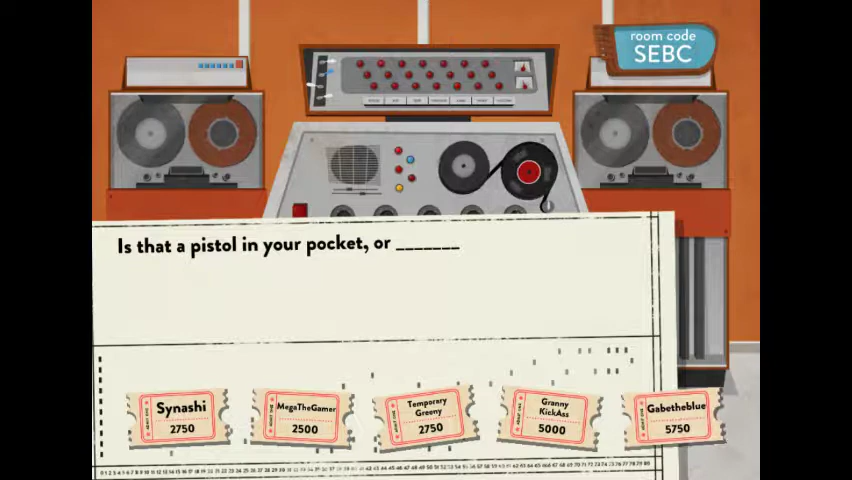 room code
SEBC
Is that a pistol in your pocket, or _______
Synashi
2750
MegaTheGamer
2500
Temporary
Greeny
2750
Granny
KickAss
5000
Gabetheblue
5750